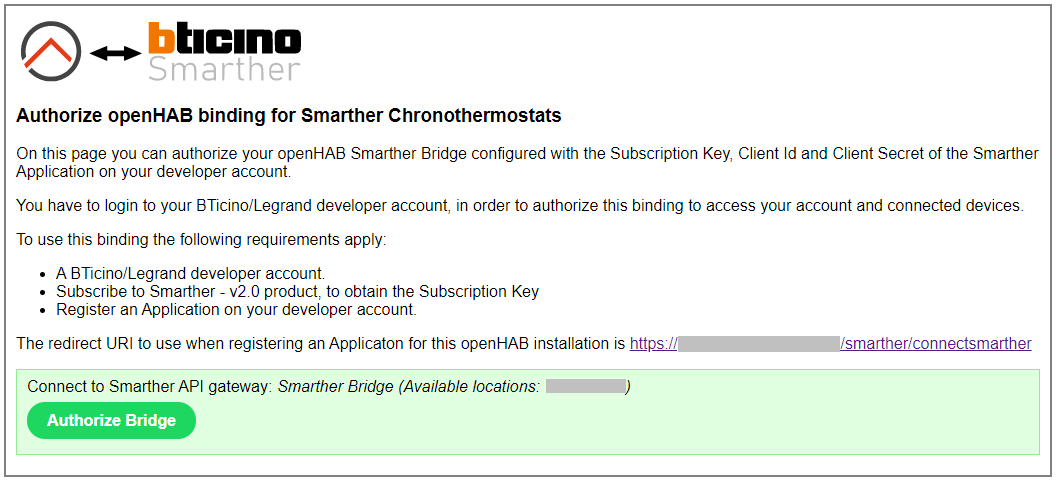 bticino
Smarther
Authorize openHAB binding for Smarther Chronothermostats
On this page you can authorize your openHAB Smarther Bridge configured with the Subscription Key, Client Id and Client Secret of the Smarther
Application on your developer account.
You have to login to your BTicino/Legrand developer account, in order to authorize this binding to access your account and connected devices.
To use this binding the following requirements apply:
• A BTicino/Legrand developer account.
• Subscribe to Smarther - v2.0 product, to obtain the Subscription Key
• Register an Application on your developer account.
The redirect URI to use when registering an Applicaton for this openHAB installation is https:// /smarther/connectsmarther
Connect to Smarther API gateway: Smarther Bridge (Available locations: )
Authorize Bridge